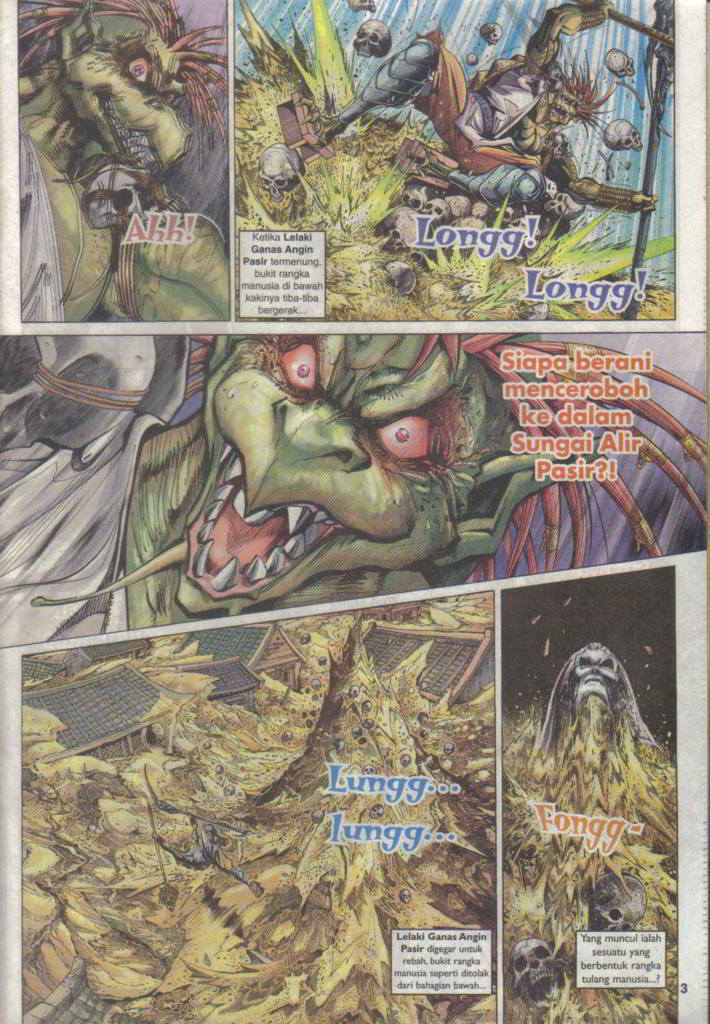 Ahh!
Ketika Lelaki
Ganas Angin
Pasir termenung,
bukit rangka
manusia di bawah
kakinya tiba-tiba
bergerak...
Longg!
Longg!
Siapa berani
menceroboh
ke dalam
Sungai Alir
Pasir?!
Lungg...
lungg...
Lelaki Ganas Angin
Pasir digegar untuk
rebah, bukit rangka
manusia seperti ditolak
dari bahagian bawah...
Fongg-
Yang muncul ialah
sesuatu yang
berbentuk rangka
tulang manusia...?
3